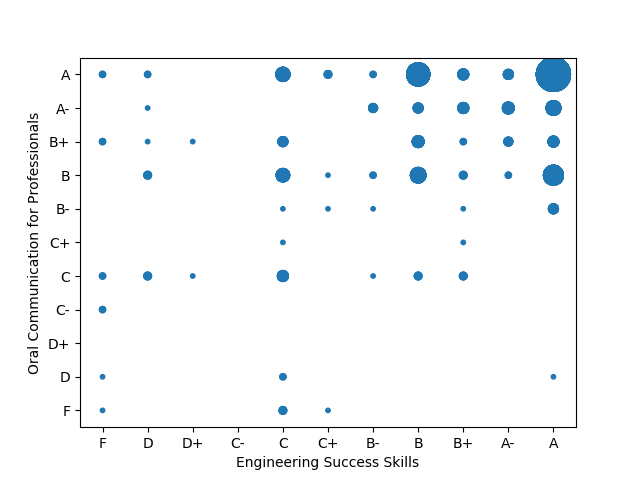 Oral Communication for Professionals
A
A-
B+
B
B-
C+
C
C-
D+
D
F
F D D+ C- C C+ B- B B+ A- A
Engineering Success Skills